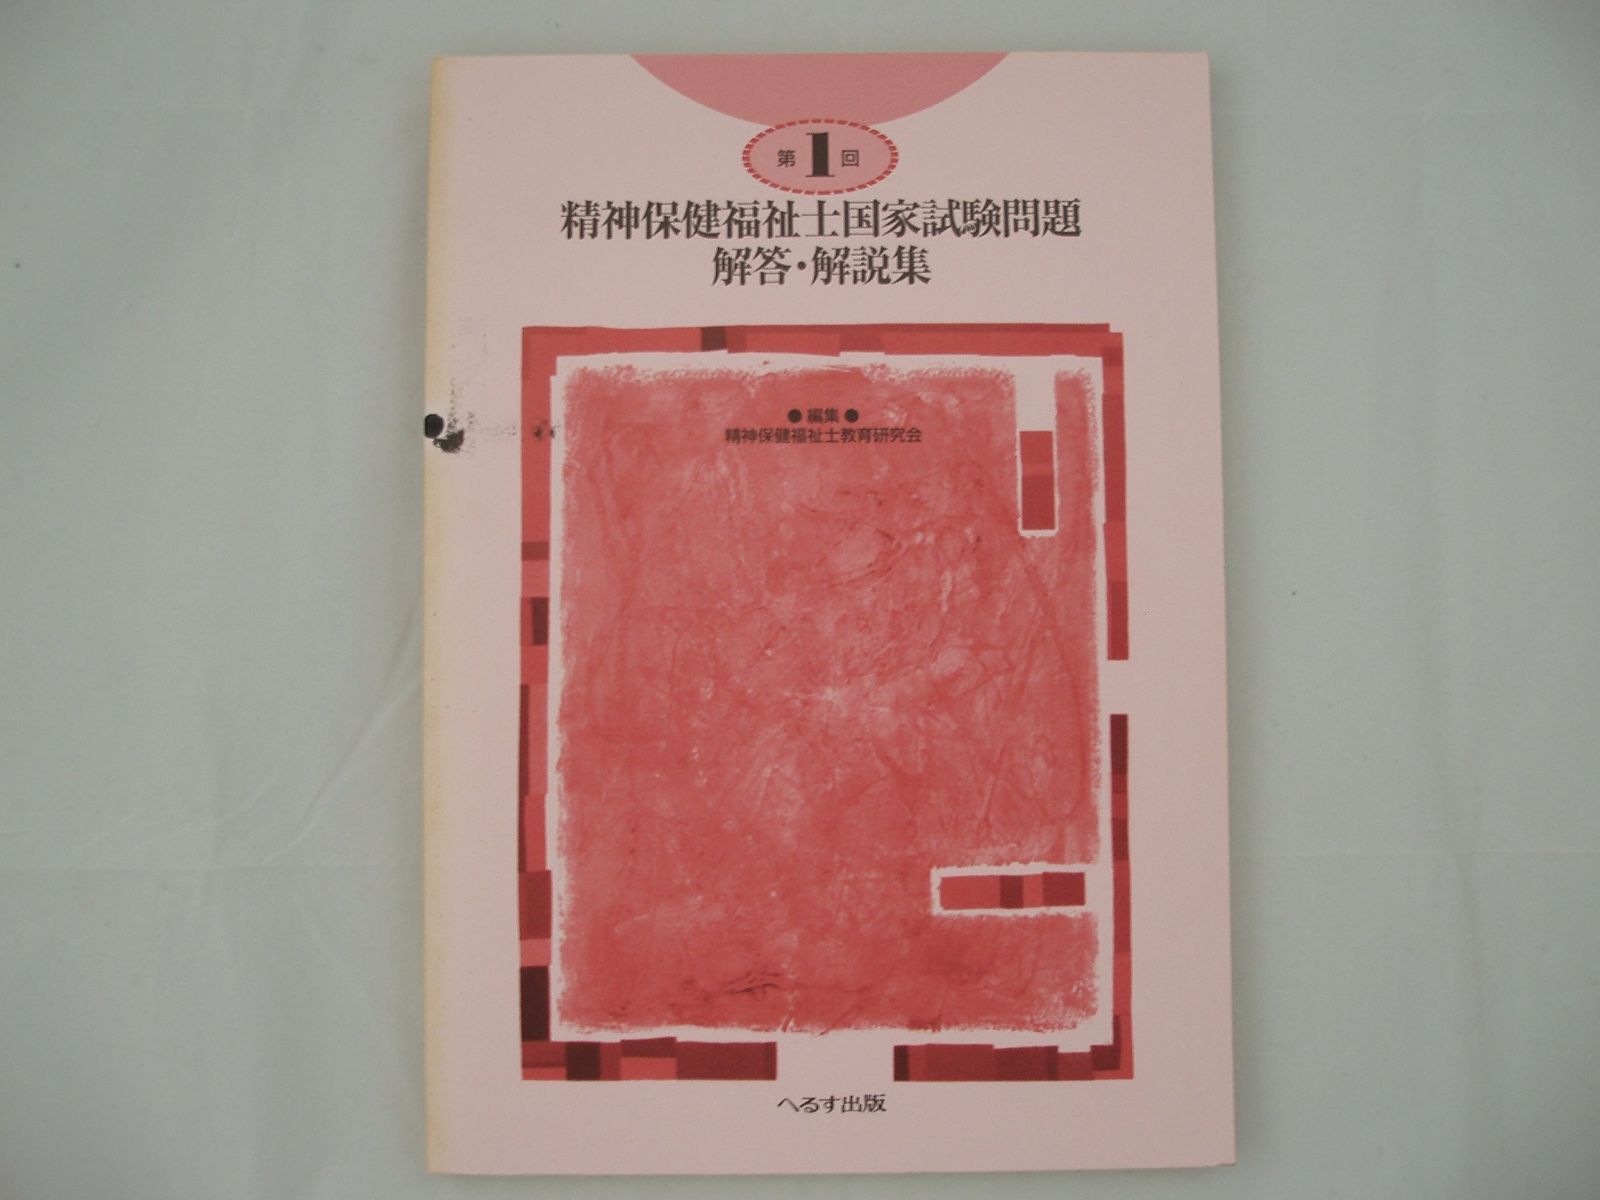 第1回
精神保健福祉士国家試験問題
解答・解説集
●編集●
精神保健福祉士教育研究会
へるす出版